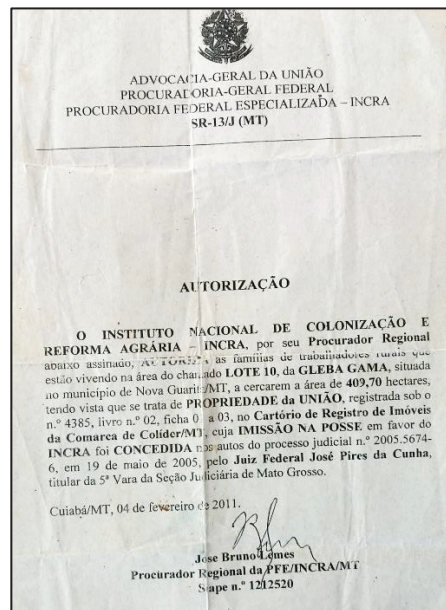 ADVOCACIA-GERAL DA UNIÃO
PROCURADORIA-GERAL FEDERAL
PROCURADORIA FEDERAL ESPECIALIZADA – INCRA
SR-13/J (MT)
AUTORIZAÇÃO
O INSTITUTO NACIONAL DE COLONIZAÇÃO E
REFORMA AGRÁRIA – INCRA, por seu Procurador Regional
abaixo assinado, AUTORIZA as famílias de trabalhadores rurais que
estão vivendo na área do chamado LOTE 10, da GLEBA GAMA, situada
no município de Nova Guarita/MT, a cercarem a área de 409,70 hectares,
tendo vista que se trata de PROPRIEDADE da UNIÃO, registrada sob o
n.º 4385, livro n.º 02, ficha 01 a 03, no Cartório de Registro de Imóveis
da Comarca de Colíder/MT, cuja IMISSÃO NA POSSE em favor do
INCRA foi CONCEDIDA nos autos do processo judicial n.º 2005.5674-
6, em 19 de maio de 2005, pelo Juiz Federal José Pires da Cunha,
titular da 5ª Vara da Seção Judiciária de Mato Grosso.
Cuiabá/MT, 04 de fevereiro de 2011.
Jose Bruno Lemes
Procurador Regional da PFE/INCRA/MT
Siape n.º 1212520